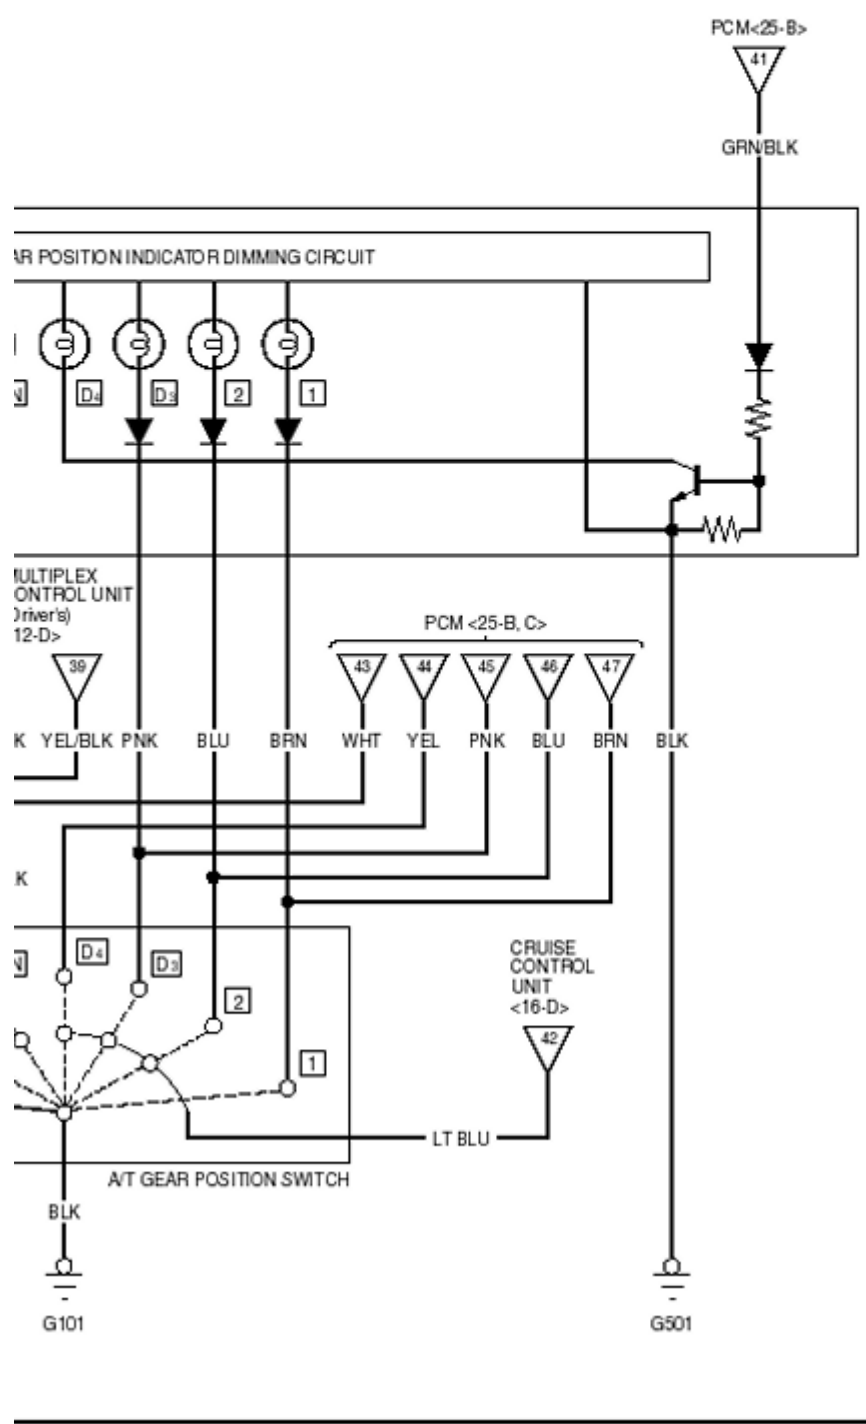 PCM<25-B>
41
GRN/BLK
AR POSITION INDICATOR DIMMING CIRCUIT
N D4 D3 2 1
MULTIPLEX
CONTROL UNIT
Driver's)
12-D>
39
PCM <25-B, C>
43 44 45 46 47
K YEL/BLK PNK BLU BRN WHT YEL PNK BLU BRN BLK
K
N D4 D3 2 1
CRUISE
CONTROL
UNIT
<16-D>
42
LT BLU
A/T GEAR POSITION SWITCH
BLK
G101 G501